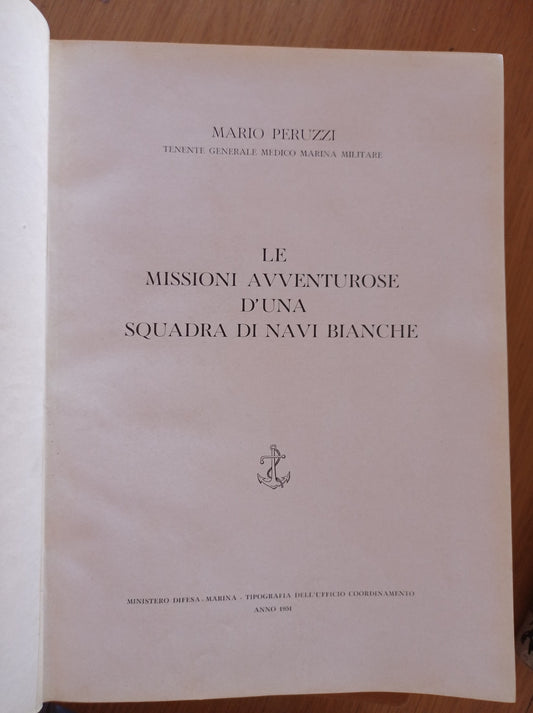 MARIO PERUZZI
TENENTE GENERALE MEDICO MARINA MILITARE
LE
MISSIONI AVVENTUROSE
D'UNA
SQUADRA DI NAVI BIANCHE
MINISTERO DIFESA-MARINA - TIPOGRAFIA DELL'UFFICIO COORDINAMENTO
ANNO 1951